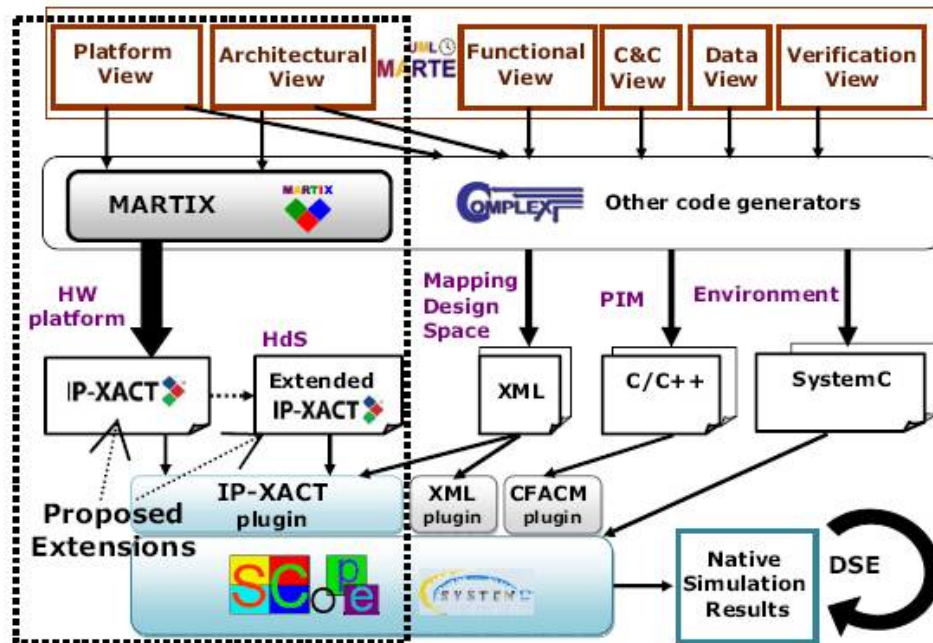 Platform
View
Architectural
View
UML
MARTE
Functional
View
C&C
View
Data
View
Verification
View
MARTIX
MARTIX
COMPLEX
Other code generators
HW
platform
HdS
Mapping
Design
Space
PIM
Environment
IP-XACT
Extended
IP-XACT
XML
C/C++
SystemC
Proposed
Extensions
IP-XACT
plugin
XML
plugin
CFACM
plugin
SCope
SYSTEM C
Native
Simulation
Results
DSE